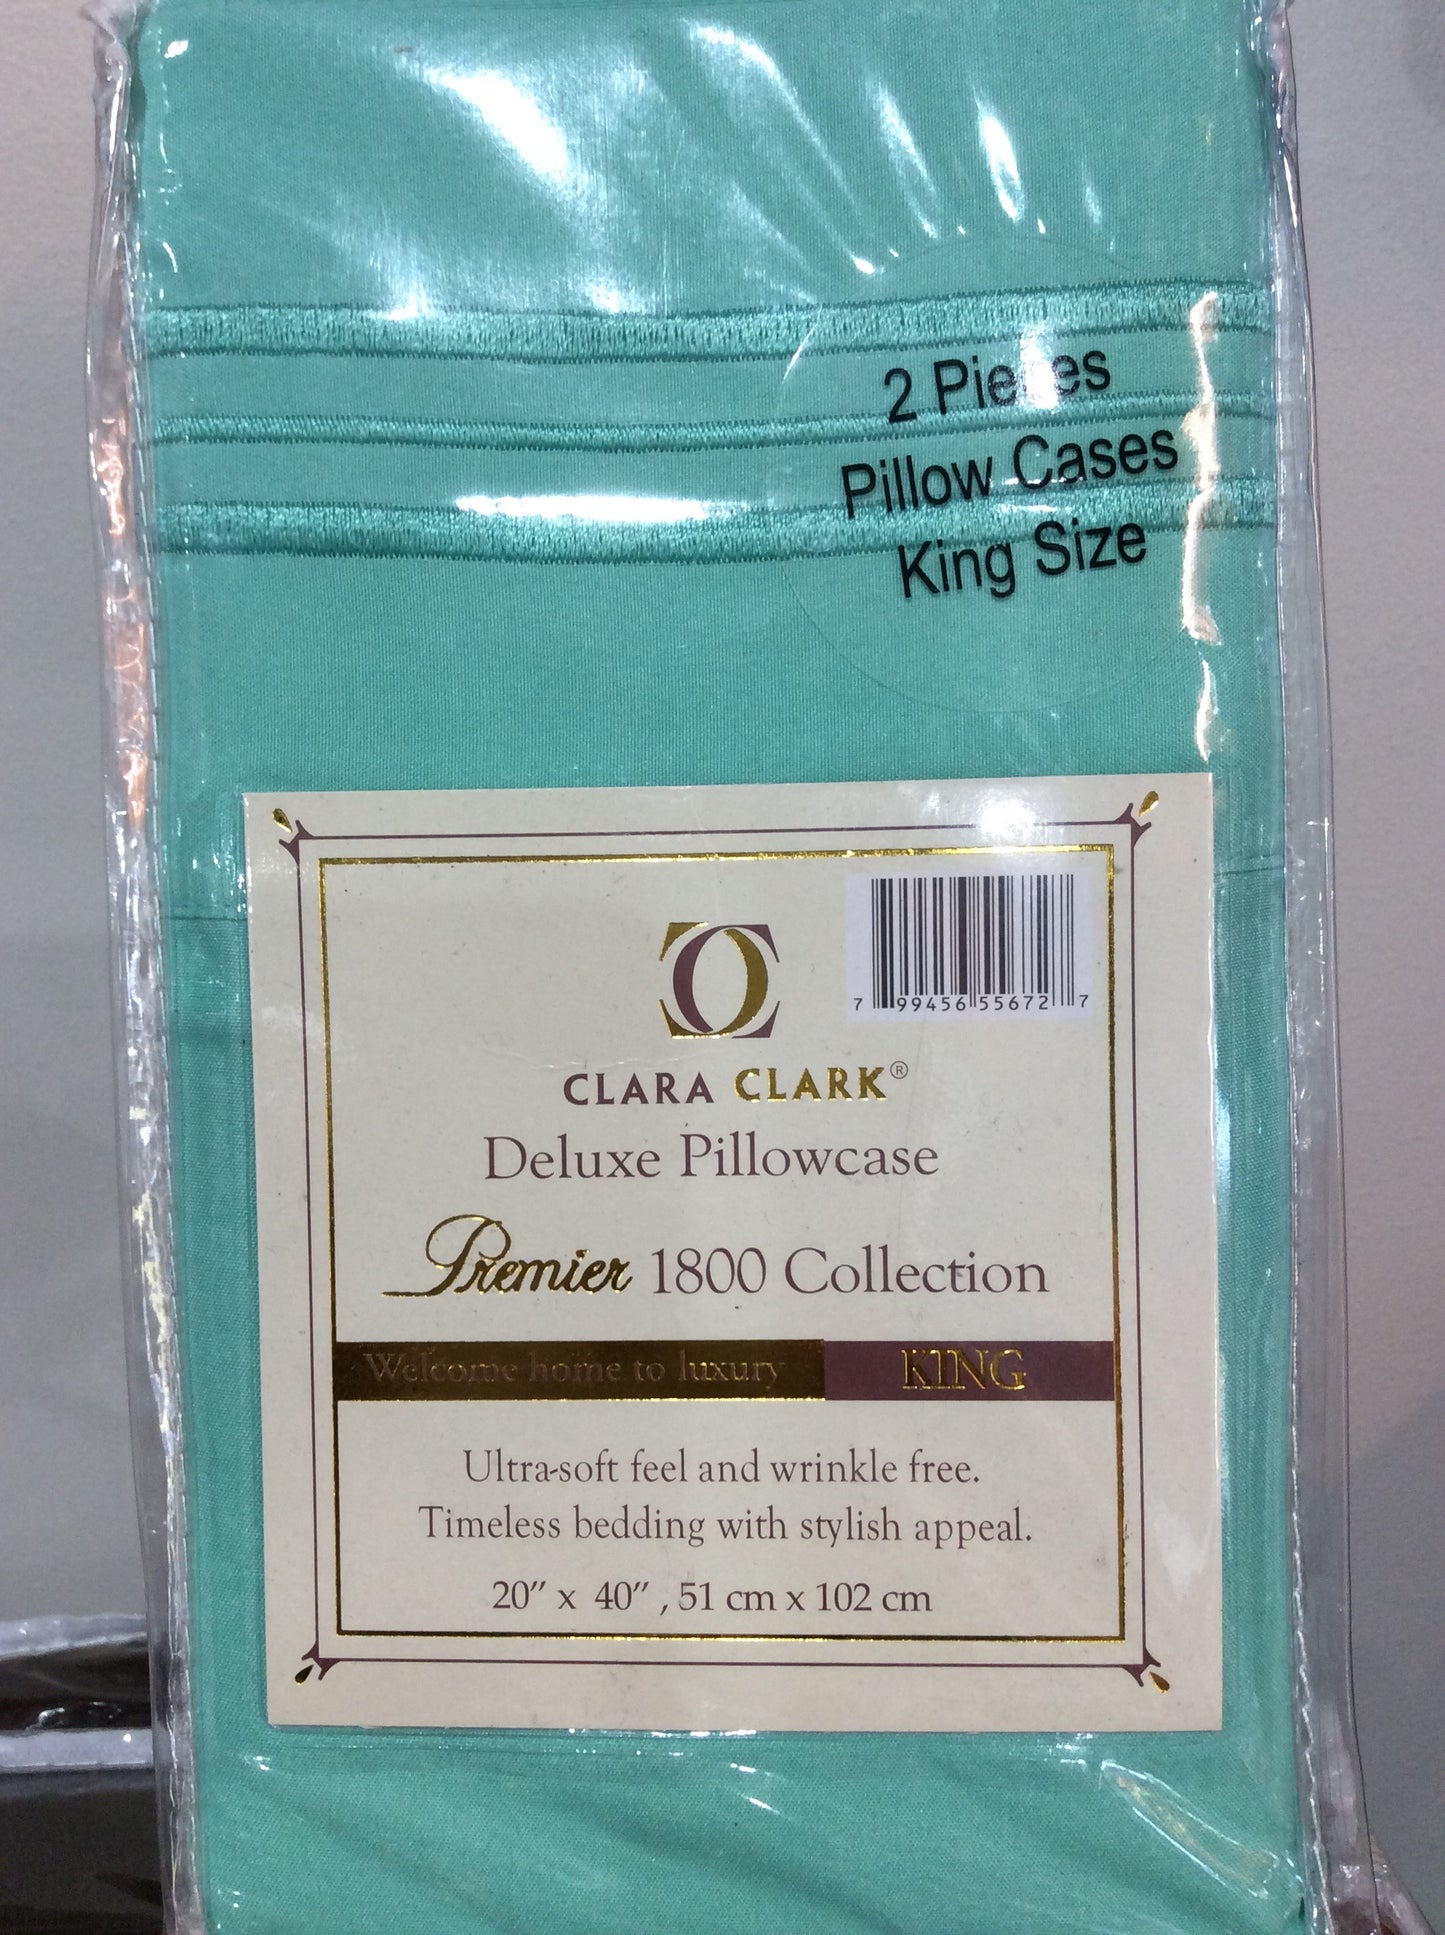 2 Pieces
Pillow Cases
King Size
7 99456 55672 7
CLARA CLARK®
Deluxe Pillowcase
Premier 1800 Collection
Welcome home to luxury KING
Ultra-soft feel and wrinkle free.
Timeless bedding with stylish appeal.
20" x 40" , 51 cm x 102 cm